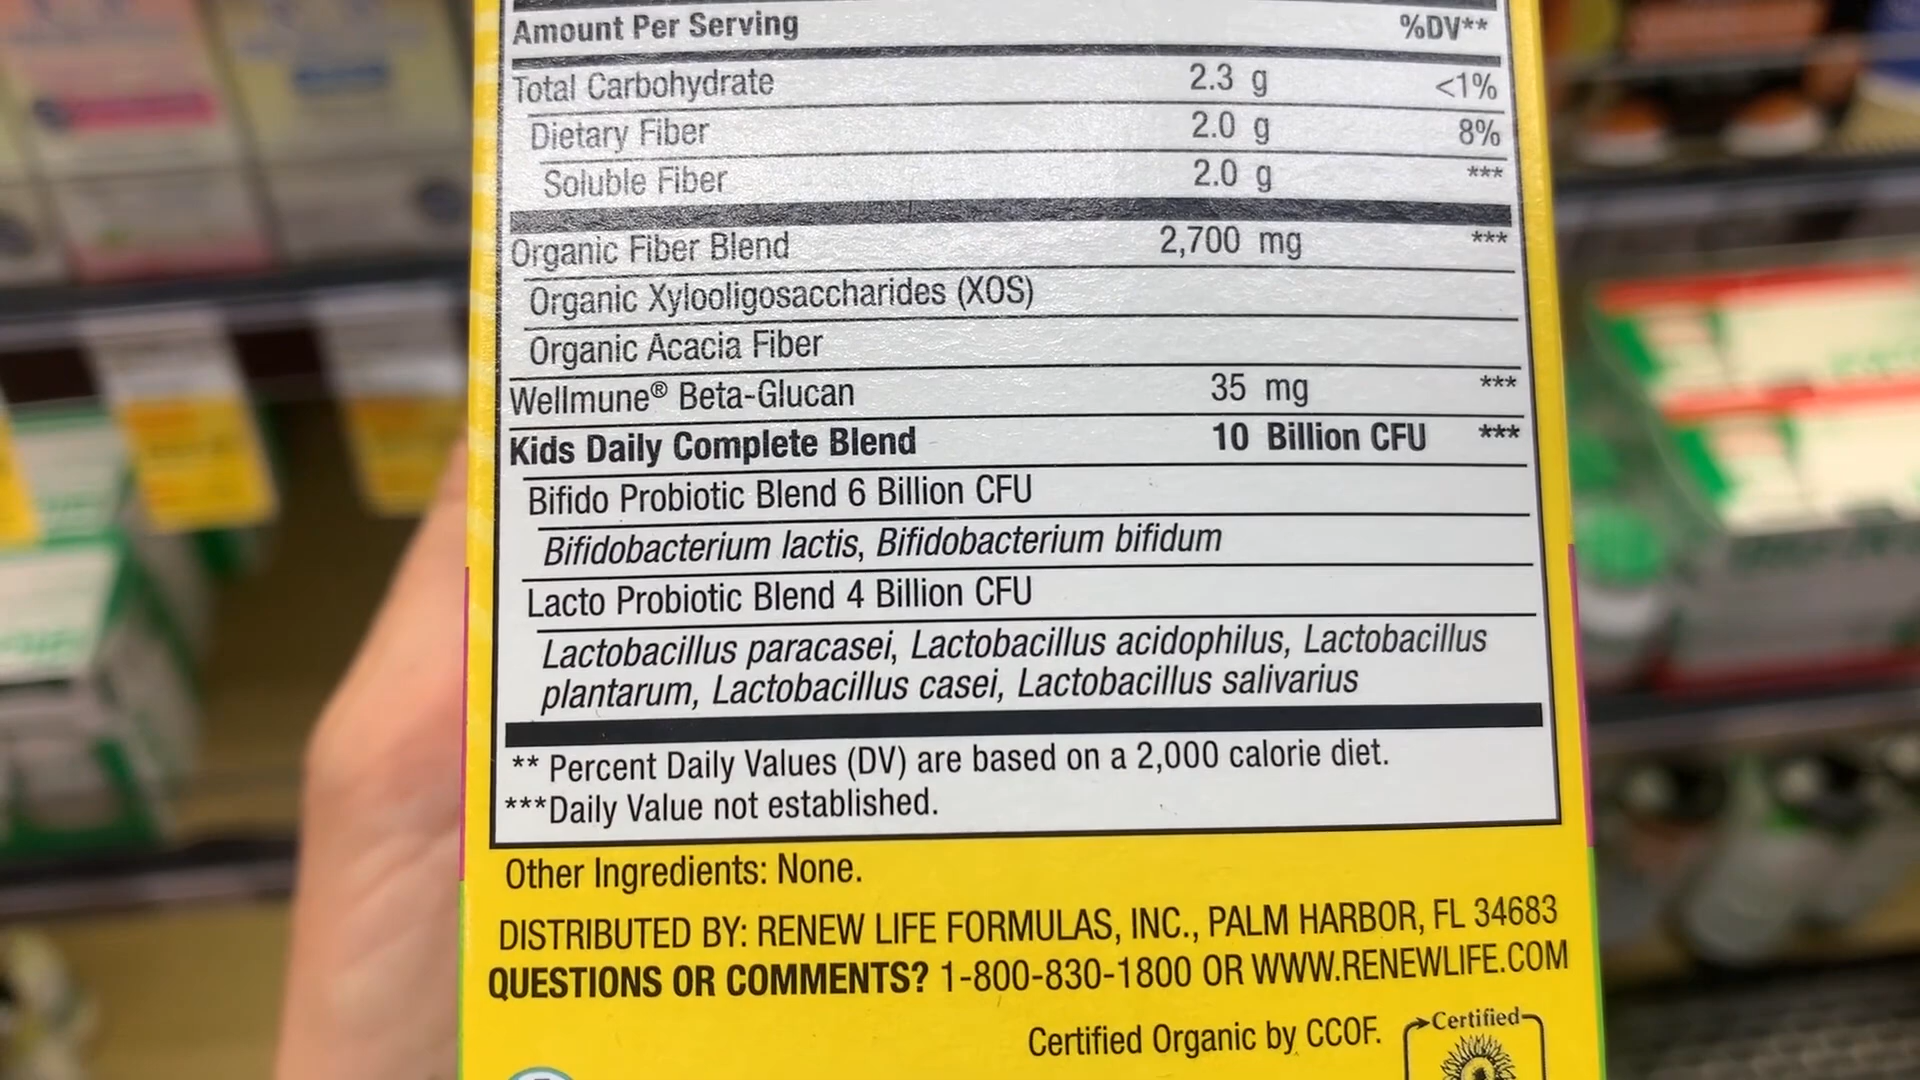 Amount Per Serving %DV**
Total Carbohydrate 2.3 g <1%
Dietary Fiber 2.0 g 8%
Soluble Fiber 2.0 g ***
Organic Fiber Blend 2,700 mg ***
Organic Xylooligosaccharides (XOS)
Organic Acacia Fiber
Wellmune® Beta-Glucan 35 mg ***
Kids Daily Complete Blend 10 Billion CFU ***
Bifido Probiotic Blend 6 Billion CFU
Bifidobacterium lactis, Bifidobacterium bifidum
Lacto Probiotic Blend 4 Billion CFU
Lactobacillus paracasei, Lactobacillus acidophilus, Lactobacillus
plantarum, Lactobacillus casei, Lactobacillus salivarius
** Percent Daily Values (DV) are based on a 2,000 calorie diet.
***Daily Value not established.
Other Ingredients: None.
DISTRIBUTED BY: RENEW LIFE FORMULAS, INC., PALM HARBOR, FL 34683
QUESTIONS OR COMMENTS? 1-800-830-1800 OR WWW.RENEWLIFE.COM
Certified Organic by CCOF.
Certified